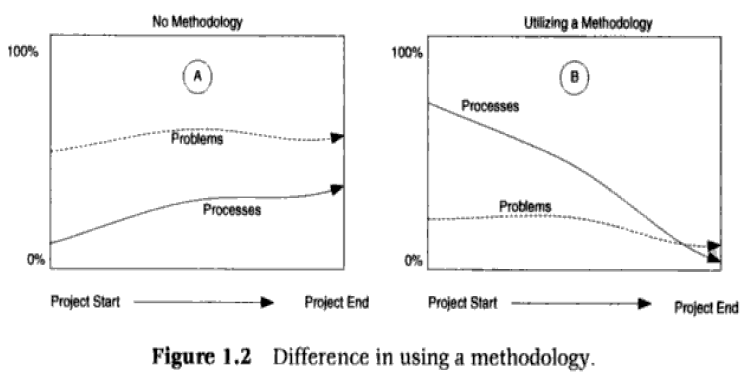 No Methodology
100%
A
Problems
Processes
0%
Project Start
Project End
Utilizing a Methodology
100%
B
Processes
Problems
0%
Project Start
Project End
Figure 1.2 Difference in using a methodology.